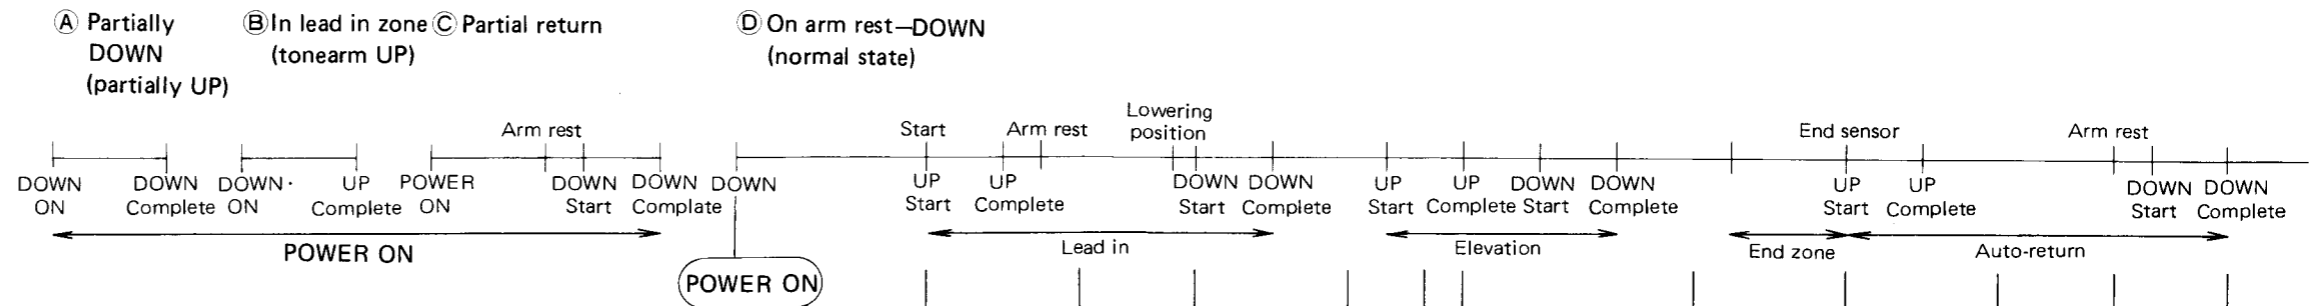 Ⓐ Partially
DOWN
(partially UP)
Ⓑ In lead in zone
(tonearm UP)
Ⓒ Partial return
Ⓓ On arm rest—DOWN
(normal state)
Arm rest
Start
Arm rest
Lowering
position
End sensor
Arm rest
DOWN
ON
DOWN
Complete
DOWN·
ON
UP
Complete
POWER
ON
DOWN
Start
DOWN
Complate
DOWN
UP
Start
UP
Complete
DOWN
Start
DOWN
Complete
UP
Start
UP
Complete
DOWN
Start
DOWN
Complete
UP
Start
UP
Complete
DOWN
Start
DOWN
Complete
POWER ON
POWER ON
Lead in
Elevation
End zone
Auto-return